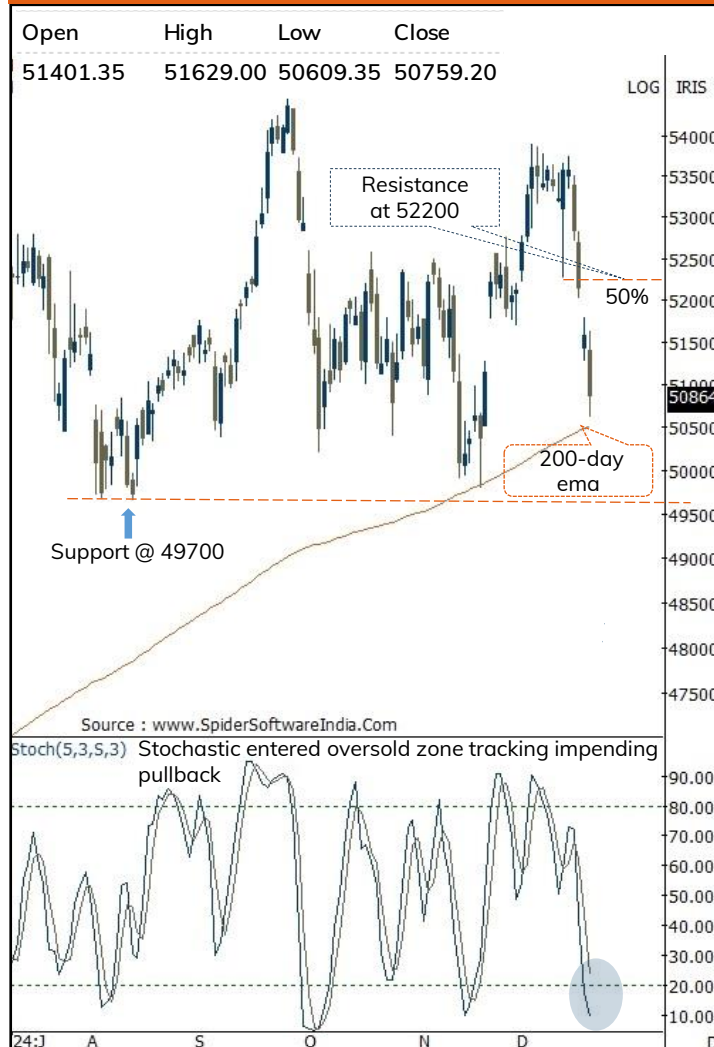 Open High Low Close
51401.35 51629.00 50609.35 50759.20
LOG IRIS
54000
Resistance
at 52200
53500
53000
52500
50%
52000
51500
51000
50864
50500
200-day
ema
50000
49500
Support @ 49700
49000
48500
48000
47500
Source : www.SpiderSoftwareIndia.Com
Stoch(5,3,S,3) Stochastic entered oversold zone tracking impending
pullback
90.00
80.00
70.00
60.00
50.00
40.00
30.00
20.00
10.00
24:J A S O N D